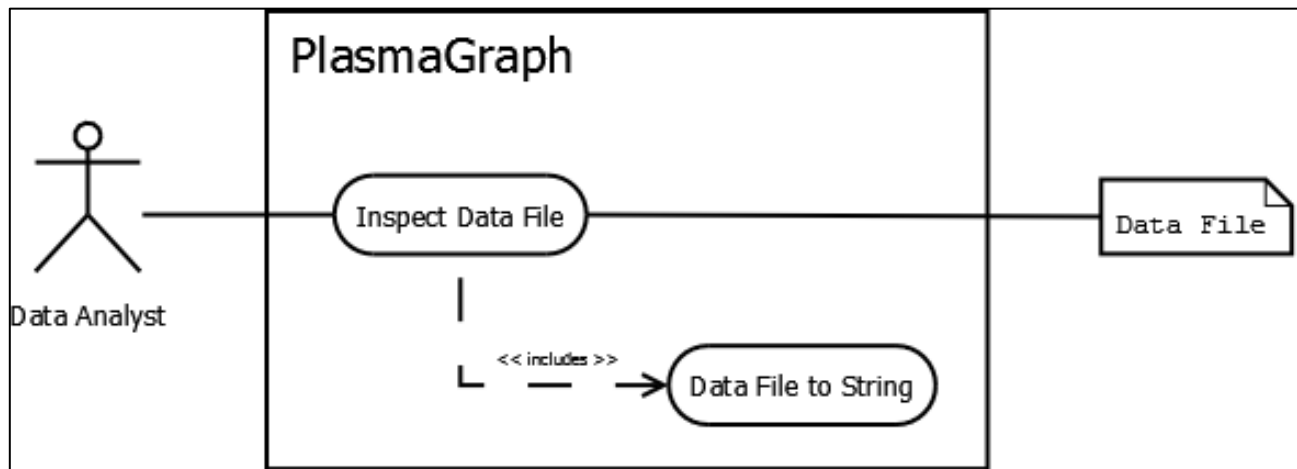 PlasmaGraph
Inspect Data File
Data File
Data Analyst
<< includes >>
Data File to String